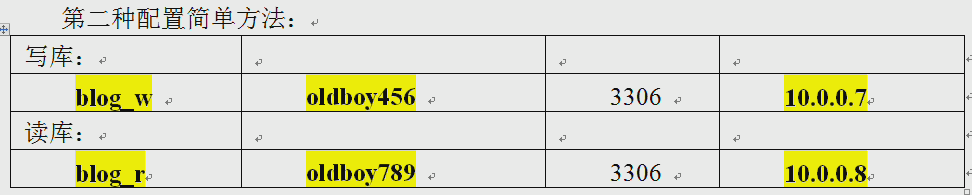 第二种配置简单方法：
写库：
blog_w oldboy456 3306 10.0.0.7
读库：
blog_r oldboy789 3306 10.0.0.8